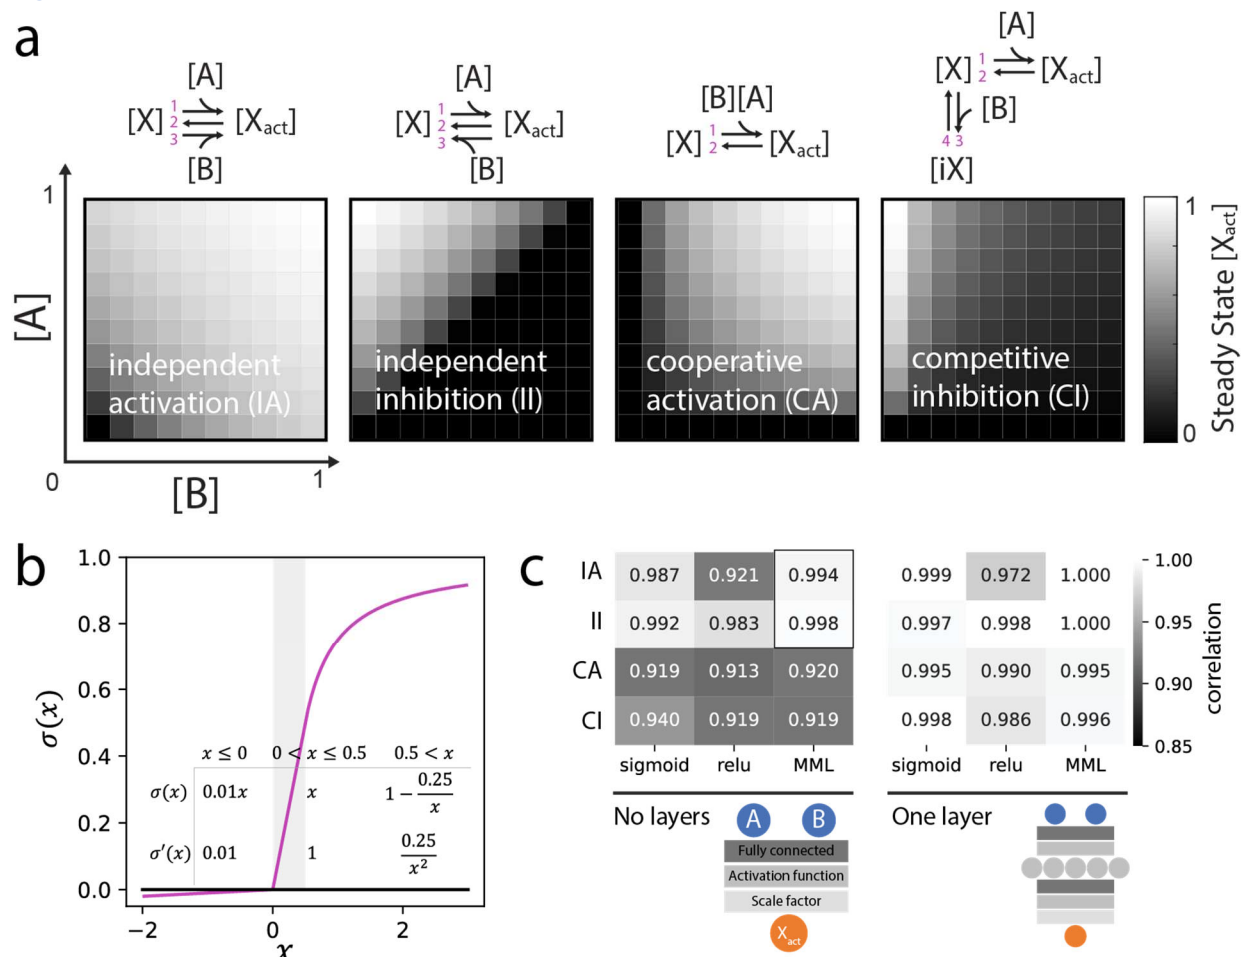 a
[A]
[X] 1 2 3 [X_act]
[B]
[A]
[X] 1 2 3 [X_act]
[B]
[B][A]
[X] 1 2 [X_act]
[A]
[X] 1 2 [X_act]
[B]
4 3
[iX]
1
[A]
independent
activation (IA)
independent
inhibition (II)
cooperative
activation (CA)
competitive
inhibition (CI)
1
Steady State [X_act]
0
0
[B]
1
b
1.0
0.8
0.6
0.4
0.2
0.0
σ(x)
x ≤ 0 0 < x ≤ 0.5 0.5 < x
σ(x) 0.01x x 1 − 0.25/x
σ′(x) 0.01 1 0.25/x²
−2 0 2
x
c
IA 0.987 0.921 0.994 0.999 0.972 1.000
II 0.992 0.983 0.998 0.997 0.998 1.000
CA 0.919 0.913 0.920 0.995 0.990 0.995
CI 0.940 0.919 0.919 0.998 0.986 0.996
sigmoid relu MML sigmoid relu MML
1.00
0.95
0.90
0.85
correlation
No layers
A B
Fully connected
Activation function
Scale factor
X_act
One layer